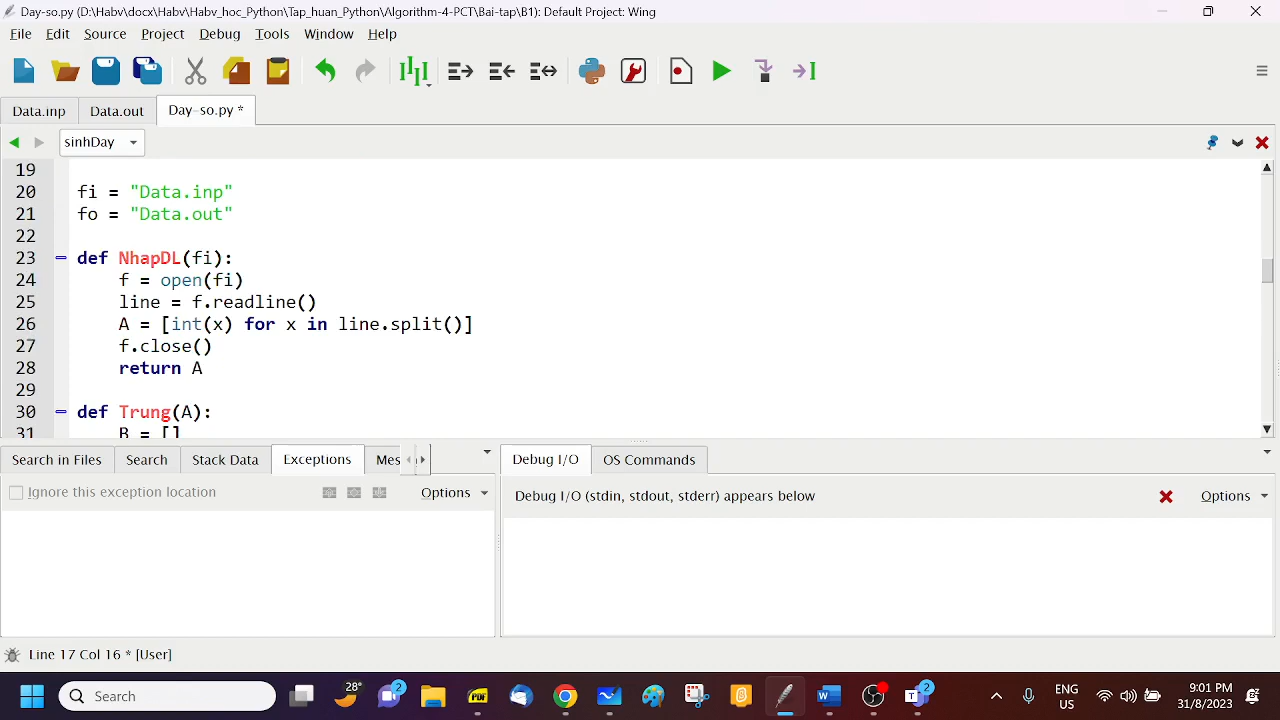 Day-so.py (D:\Habv\docx\Habv\Habv_hoc_Python\Tap_huan_Python\Algorithm-4-PCT\Bai-tap\B1): Default Project: Wing
File Edit Source Project Debug Tools Window Help
Data.inp Data.out Day-so.py *
sinhDay
19
20 fi = "Data.inp"
21 fo = "Data.out"
22
23 def NhapDL(fi):
24 f = open(fi)
25 line = f.readline()
26 A = [int(x) for x in line.split()]
27 f.close()
28 return A
29
30 def Trung(A):
31 B = []
Search in Files Search Stack Data Exceptions Mes Debug I/O OS Commands
Ignore this exception location Options Debug I/O (stdin, stdout, stderr) appears below Options
Line 17 Col 16 * [User]
Search 28° 2 2 ENG US 9:01 PM 31/8/2023